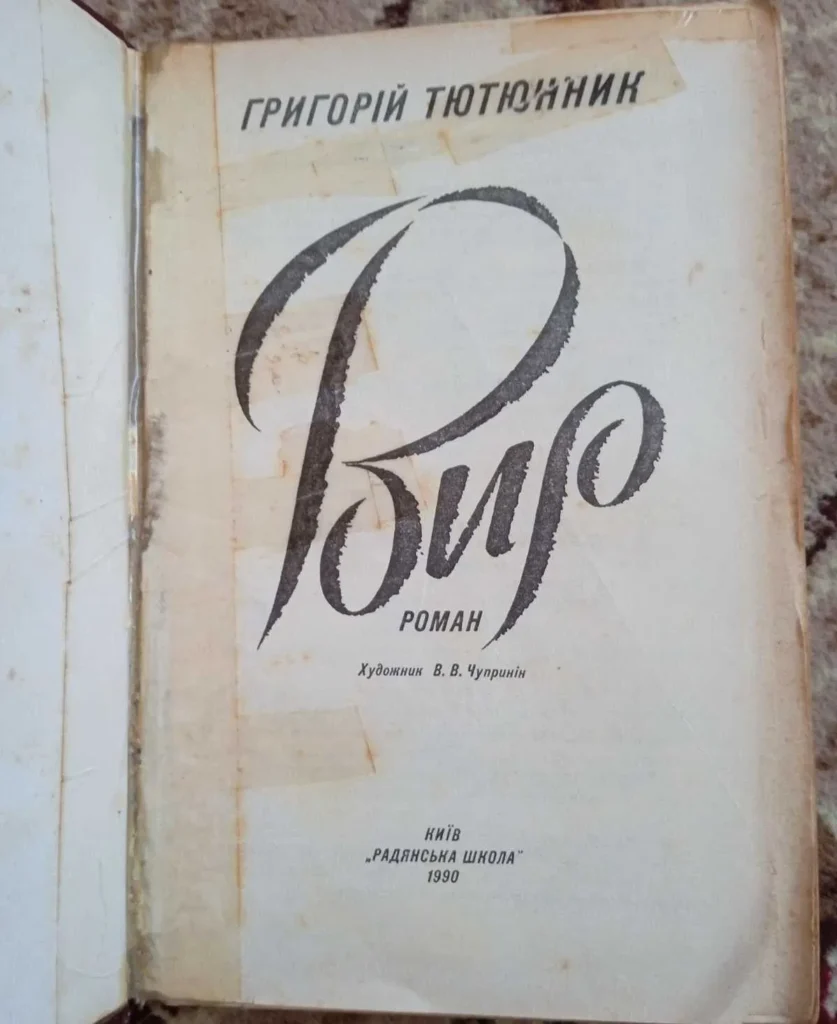 ГРИГОРІЙ ТЮТЮННИК
Вир
РОМАН
Художник В. В. Чупринін
КИЇВ
„РАДЯНСЬКА ШКОЛА"
1990